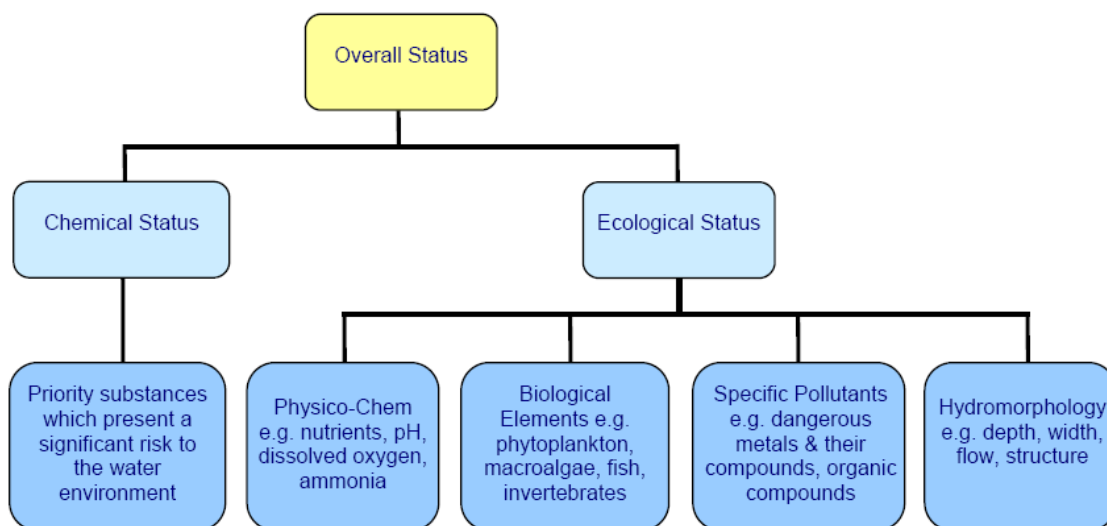 Overall Status
Chemical Status
Ecological Status
Priority substances
which present a
significant risk to
the water
environment
Physico-Chem
e.g. nutrients, pH,
dissolved oxygen,
ammonia
Biological
Elements e.g.
phytoplankton,
macroalgae, fish,
invertebrates
Specific Pollutants
e.g. dangerous
metals & their
compounds, organic
compounds
Hydromorphology
e.g. depth, width,
flow, structure